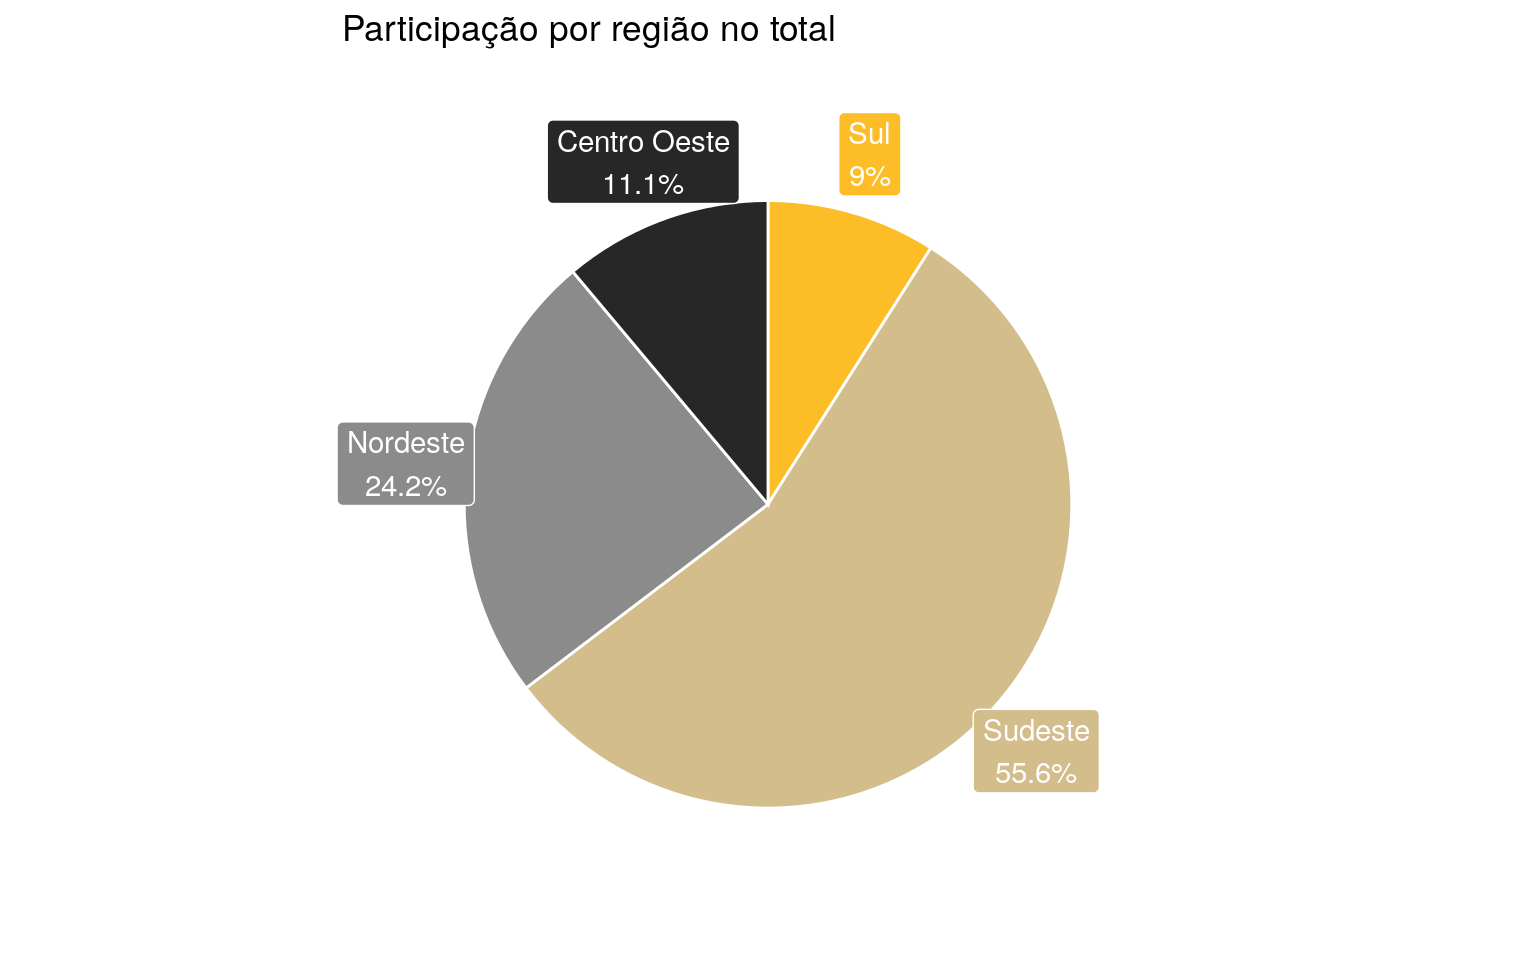 Participação por região no total
Centro Oeste
11.1%
Sul
9%
Nordeste
24.2%
Sudeste
55.6%